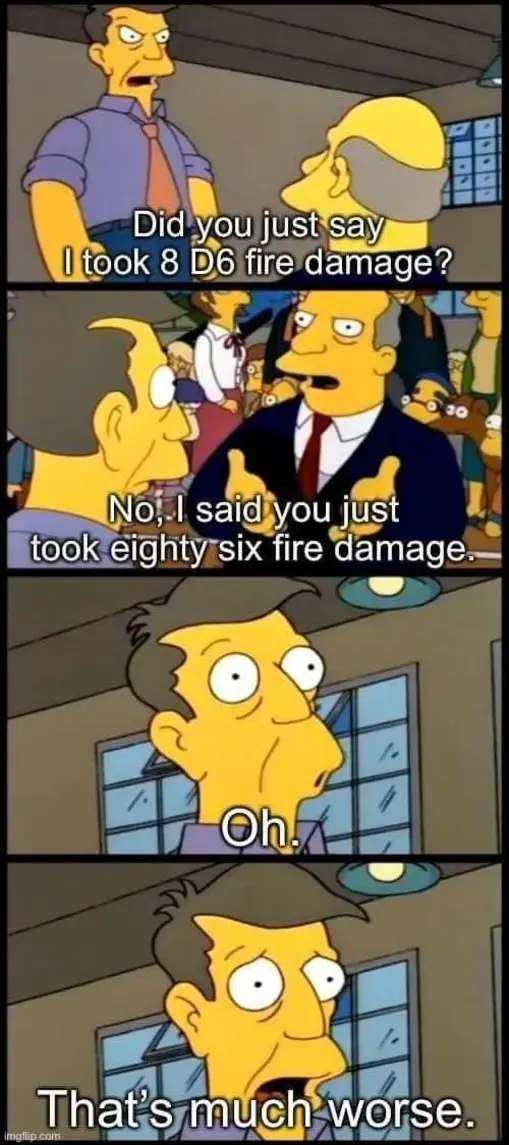 Did you just say
I took 8 D6 fire damage?
No, I said you just
took eighty six fire damage.
Oh.
That's much worse.
imgflip.com